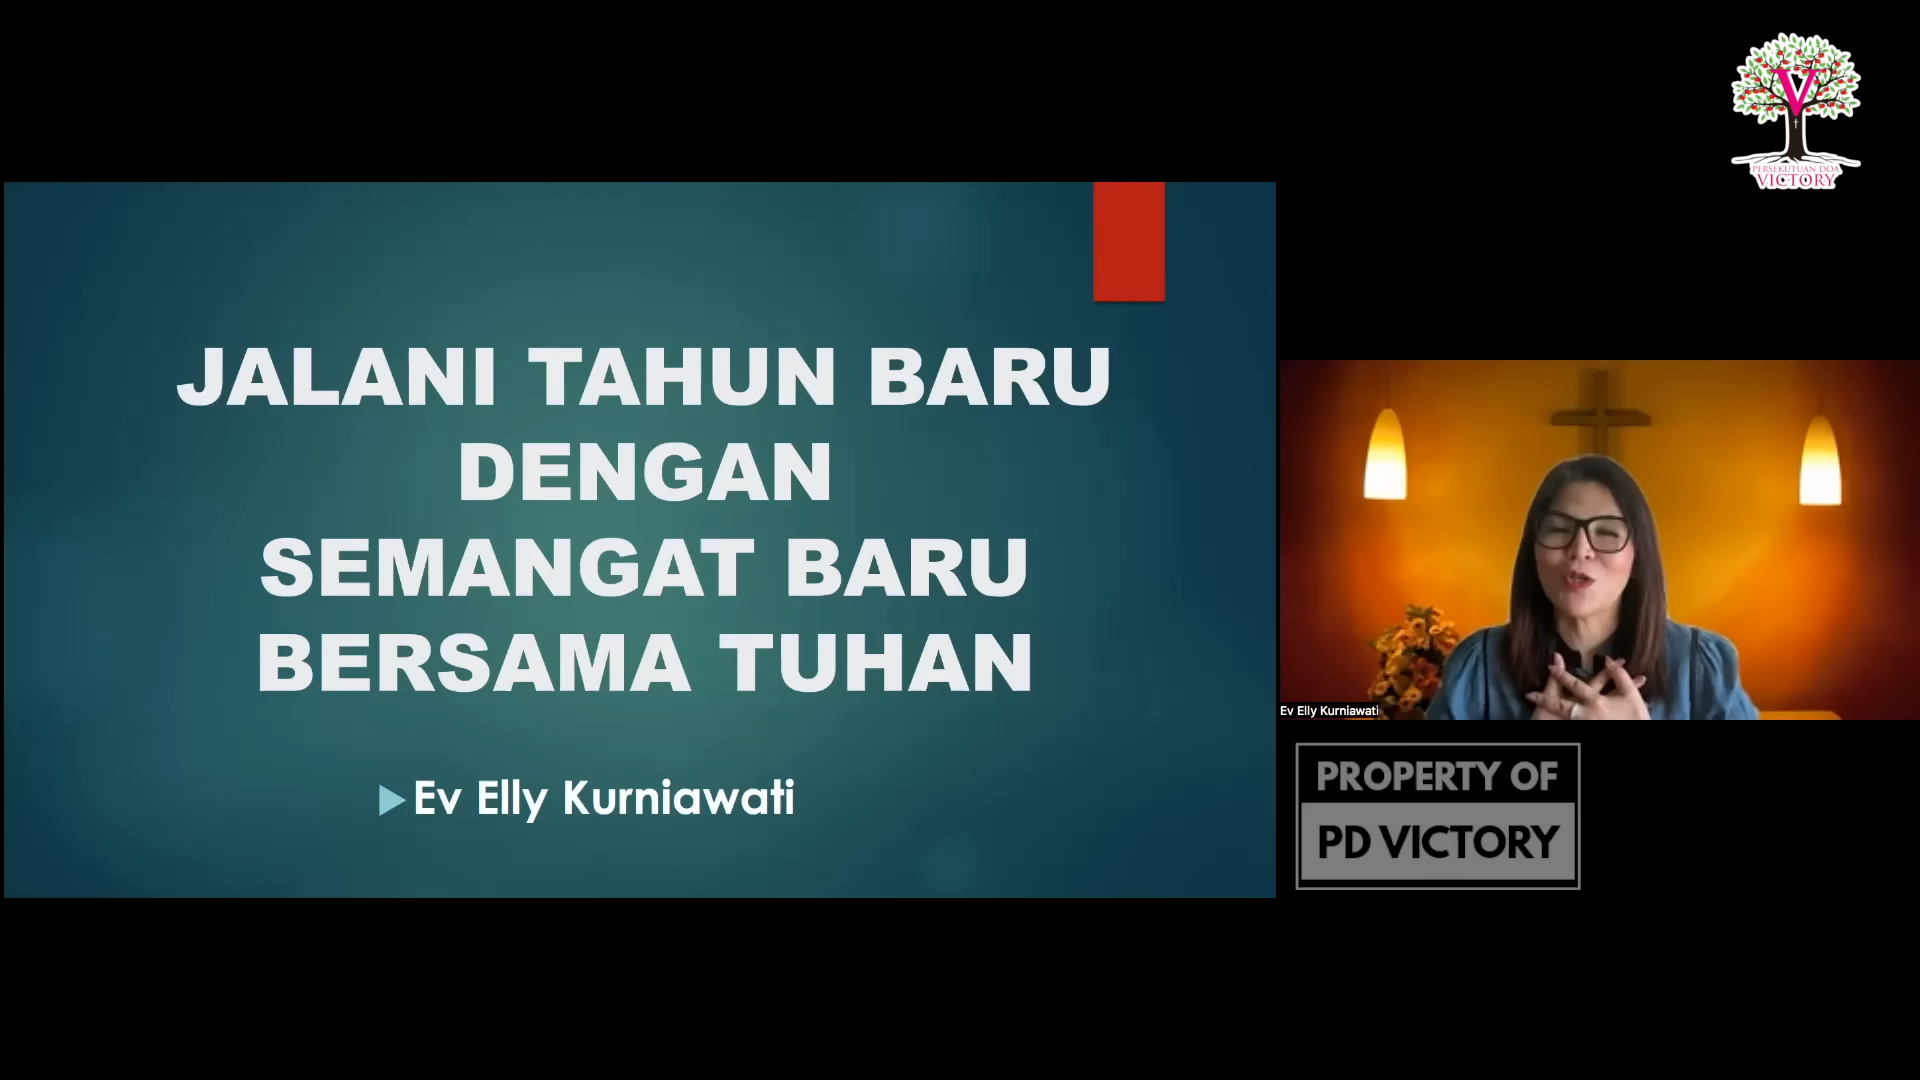 V
PERSEKUTUAN DOA
VICTORY
JALANI TAHUN BARU
DENGAN
SEMANGAT BARU
BERSAMA TUHAN
Ev Elly Kurniawati
Ev Elly Kurniawati
PROPERTY OF
PD VICTORY